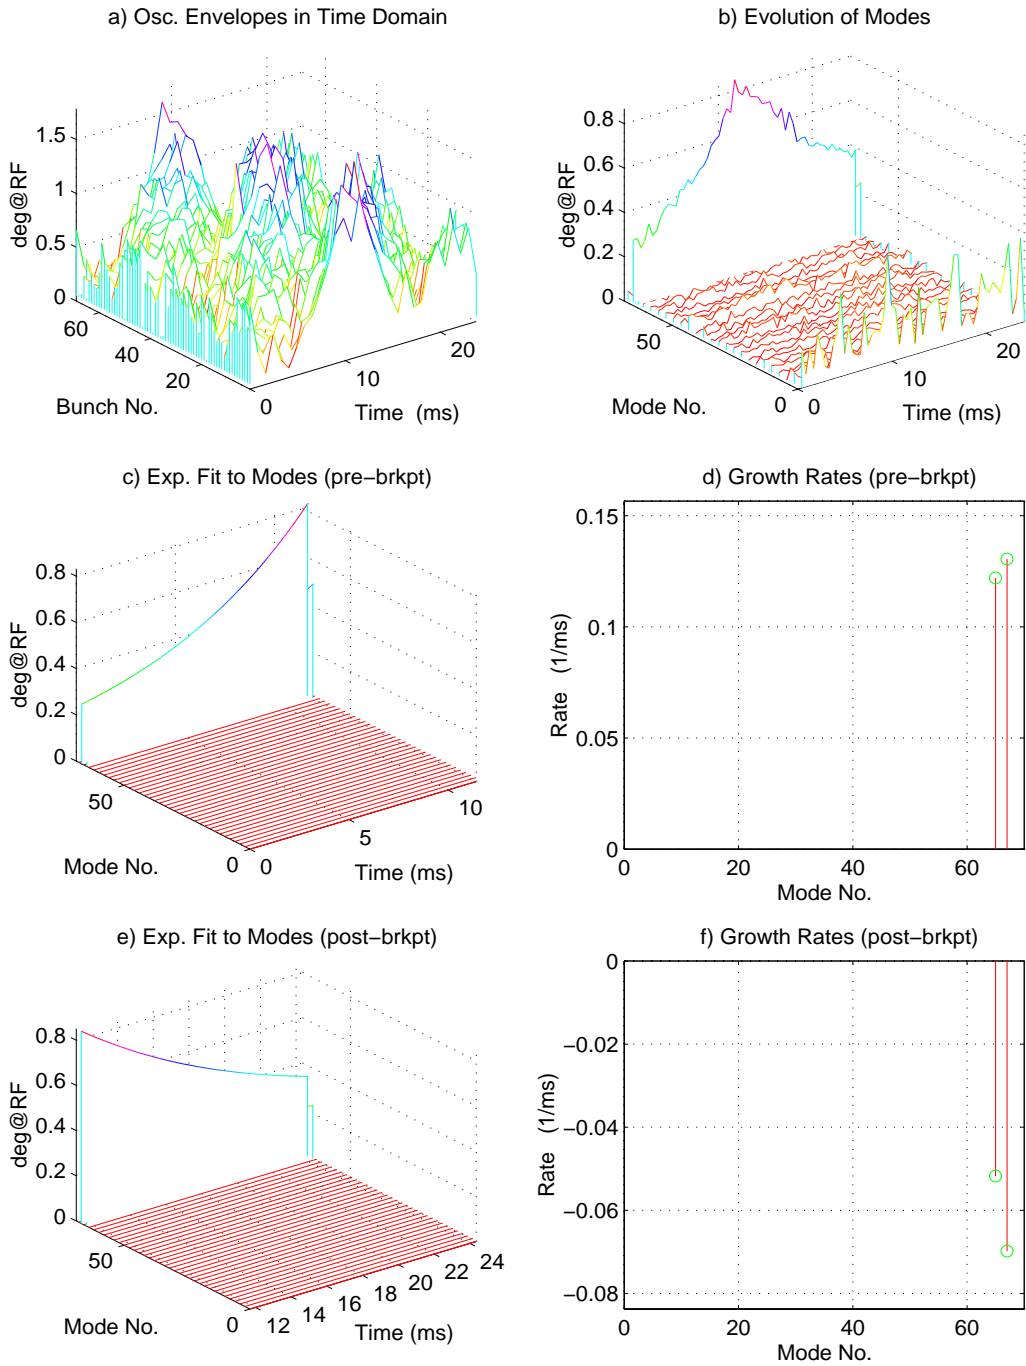 a) Osc. Envelopes in Time Domain
deg@RF
1.5
1
0.5
0
60
40
20
0
10
20
Bunch No.
Time (ms)
b) Evolution of Modes
deg@RF
0.8
0.6
0.4
0.2
0
50
0
0
10
20
Mode No.
Time (ms)
c) Exp. Fit to Modes (pre−brkpt)
deg@RF
0.8
0.6
0.4
0.2
0
50
0
0
5
10
Mode No.
Time (ms)
d) Growth Rates (pre−brkpt)
Rate (1/ms)
0.15
0.1
0.05
0
0
20
40
60
Mode No.
e) Exp. Fit to Modes (post−brkpt)
deg@RF
0.8
0.6
0.4
0.2
0
50
0
12
14
16
18
20
22
24
Mode No.
Time (ms)
f) Growth Rates (post−brkpt)
Rate (1/ms)
0
−0.02
−0.04
−0.06
−0.08
0
20
40
60
Mode No.